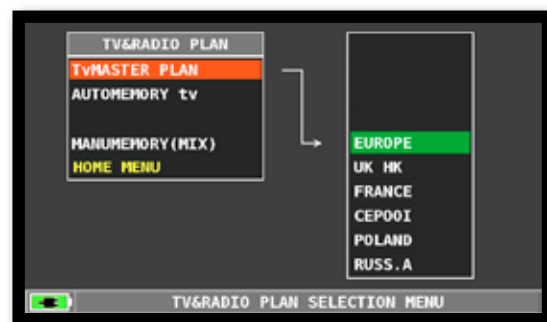 TV&RADIO PLAN
TvMASTER PLAN
AUTOMEMORY tv
MANUMEMORY(MIX)
HOME MENU
EUROPE
UK HK
FRANCE
CEPOOI
POLAND
RUSS.A
TV&RADIO PLAN SELECTION MENU